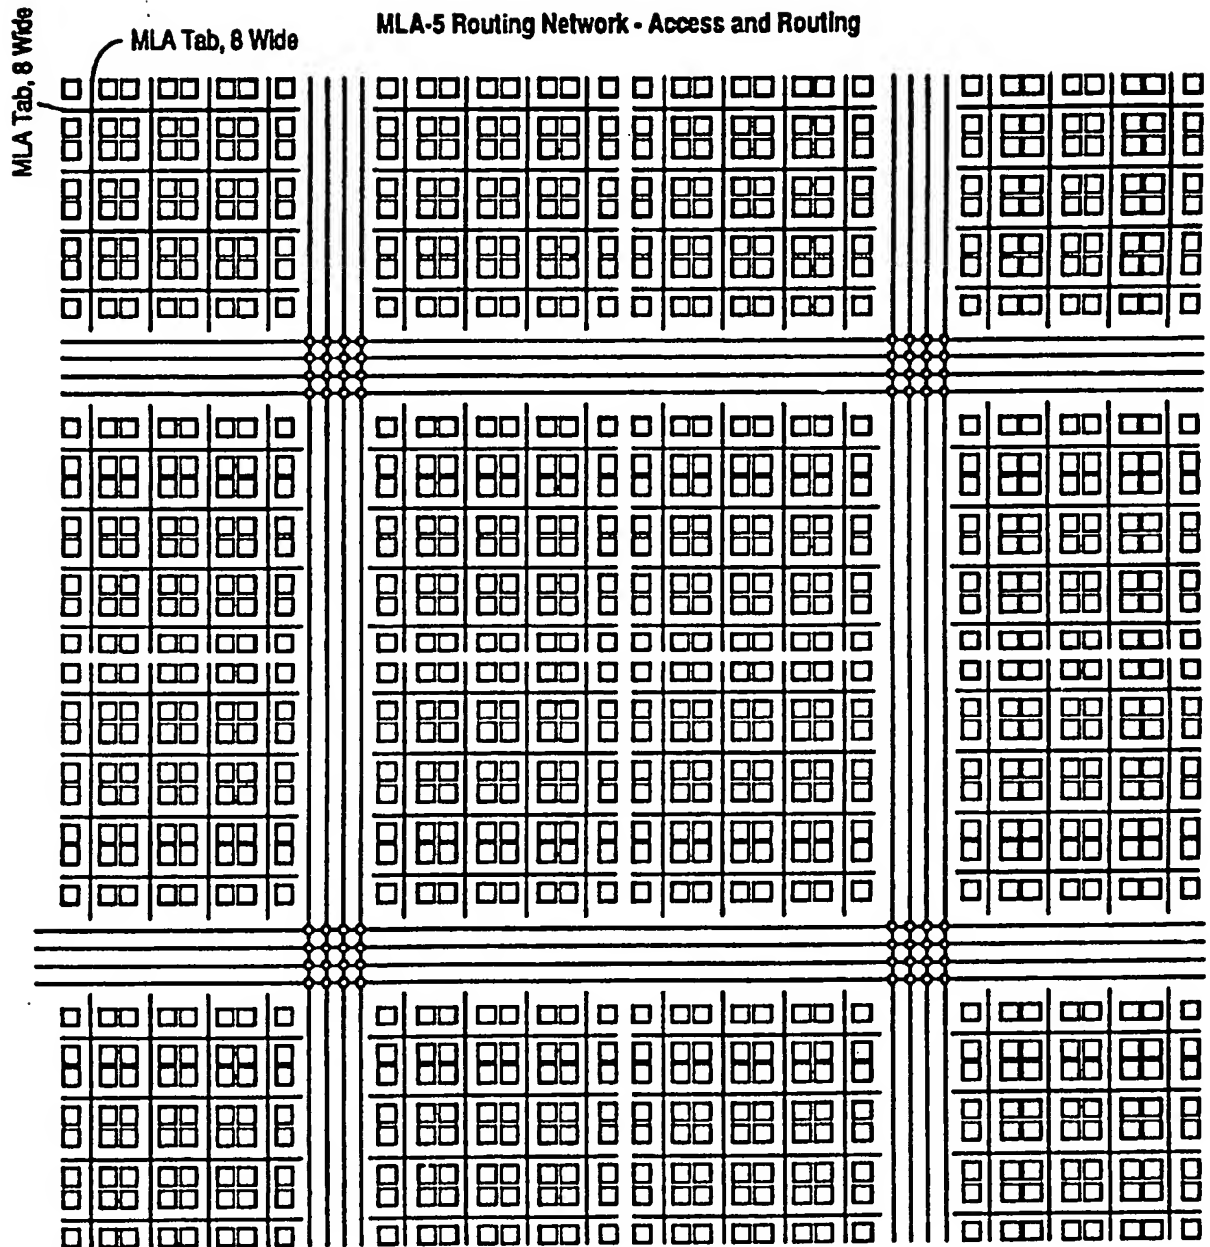 MLA-5 Routing Network - Access and Routing
MLA Tab, 8 Wide
MLA Tab, 8 Wide